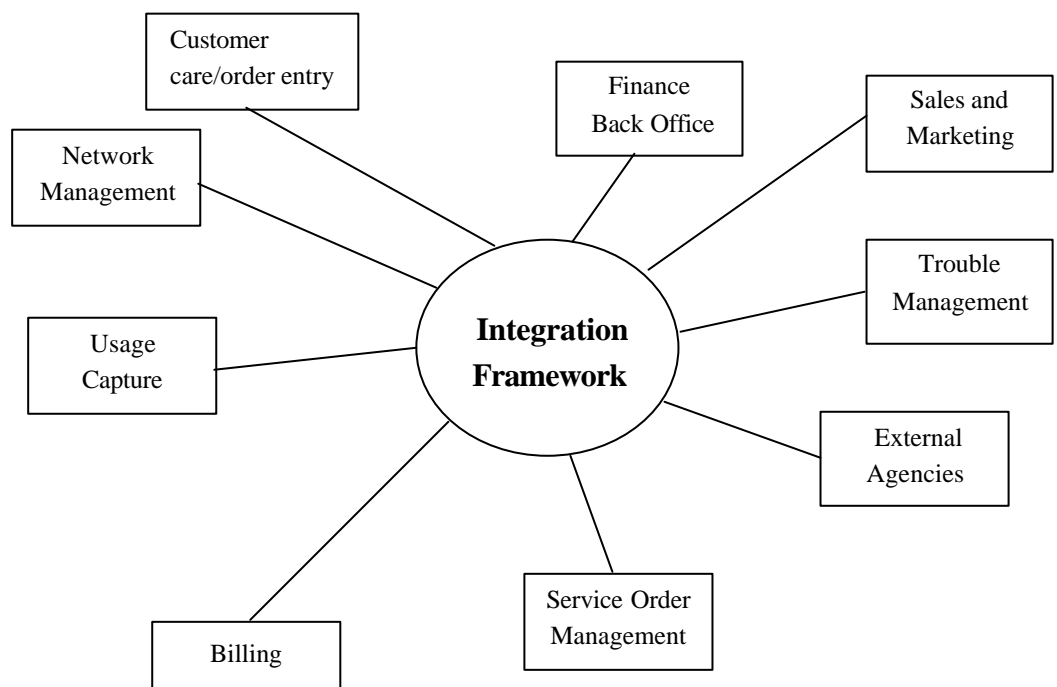 Customer
care/order entry
Finance
Back Office
Sales and
Marketing
Network
Management
Trouble
Management
Integration
Framework
Usage
Capture
External
Agencies
Service Order
Management
Billing